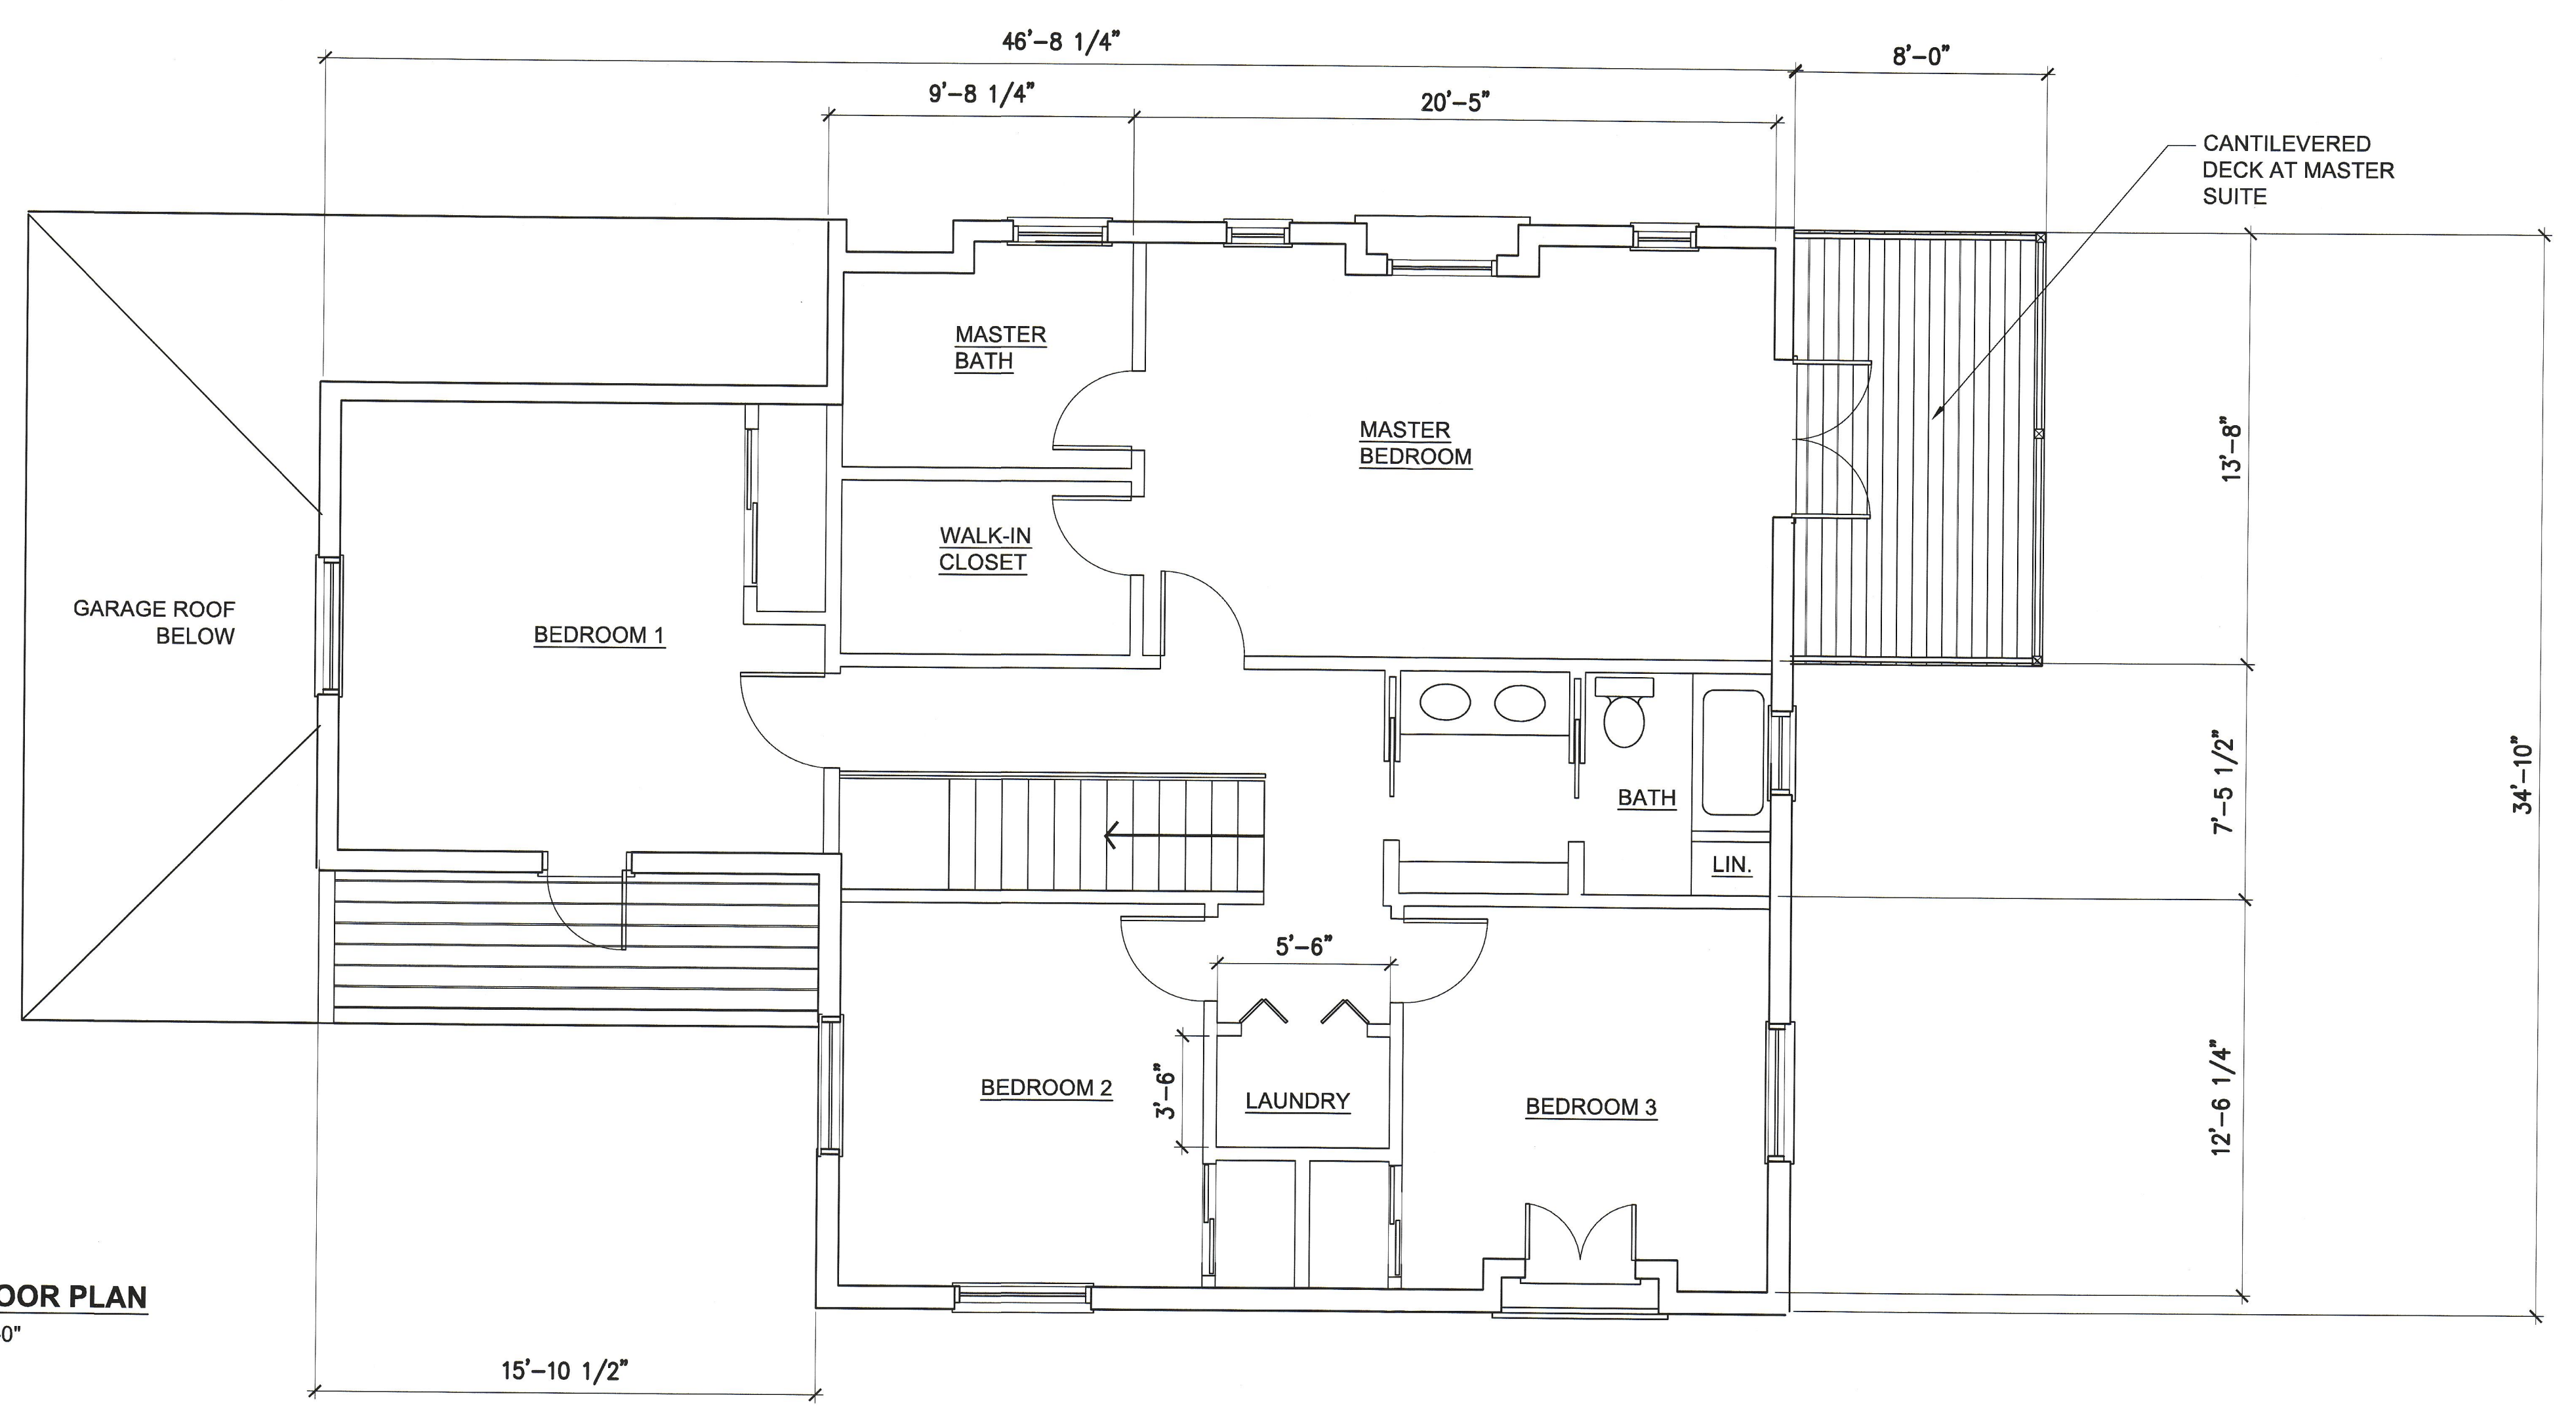 46'-8 1/4"
8'-0"
9'-8 1/4"
20'-5"
CANTILEVERED
DECK AT MASTER
SUITE
MASTER
BATH
MASTER
BEDROOM
13'-8"
WALK-IN
CLOSET
GARAGE ROOF
BELOW
BEDROOM 1
7'-5 1/2"
34'-10"
BATH
LIN.
5'-6"
3'-6"
BEDROOM 2
LAUNDRY
BEDROOM 3
12'-6 1/4"
OOR PLAN
0"
15'-10 1/2"